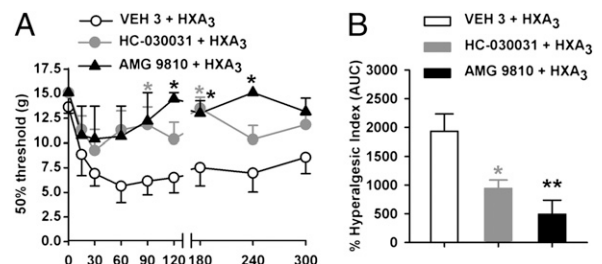 A
VEH 3 + HXA3
HC-030031 + HXA3
AMG 9810 + HXA3
50% threshold (g)
17.5
15.0
12.5
10.0
7.5
5.0
2.5
0.0
* * * * *
0 30 60 90 120 180 240 300
B
VEH 3 + HXA3
HC-030031 + HXA3
AMG 9810 + HXA3
% Hyperalgesic Index (AUC)
3000
2500
2000
1500
1000
500
0
*
**